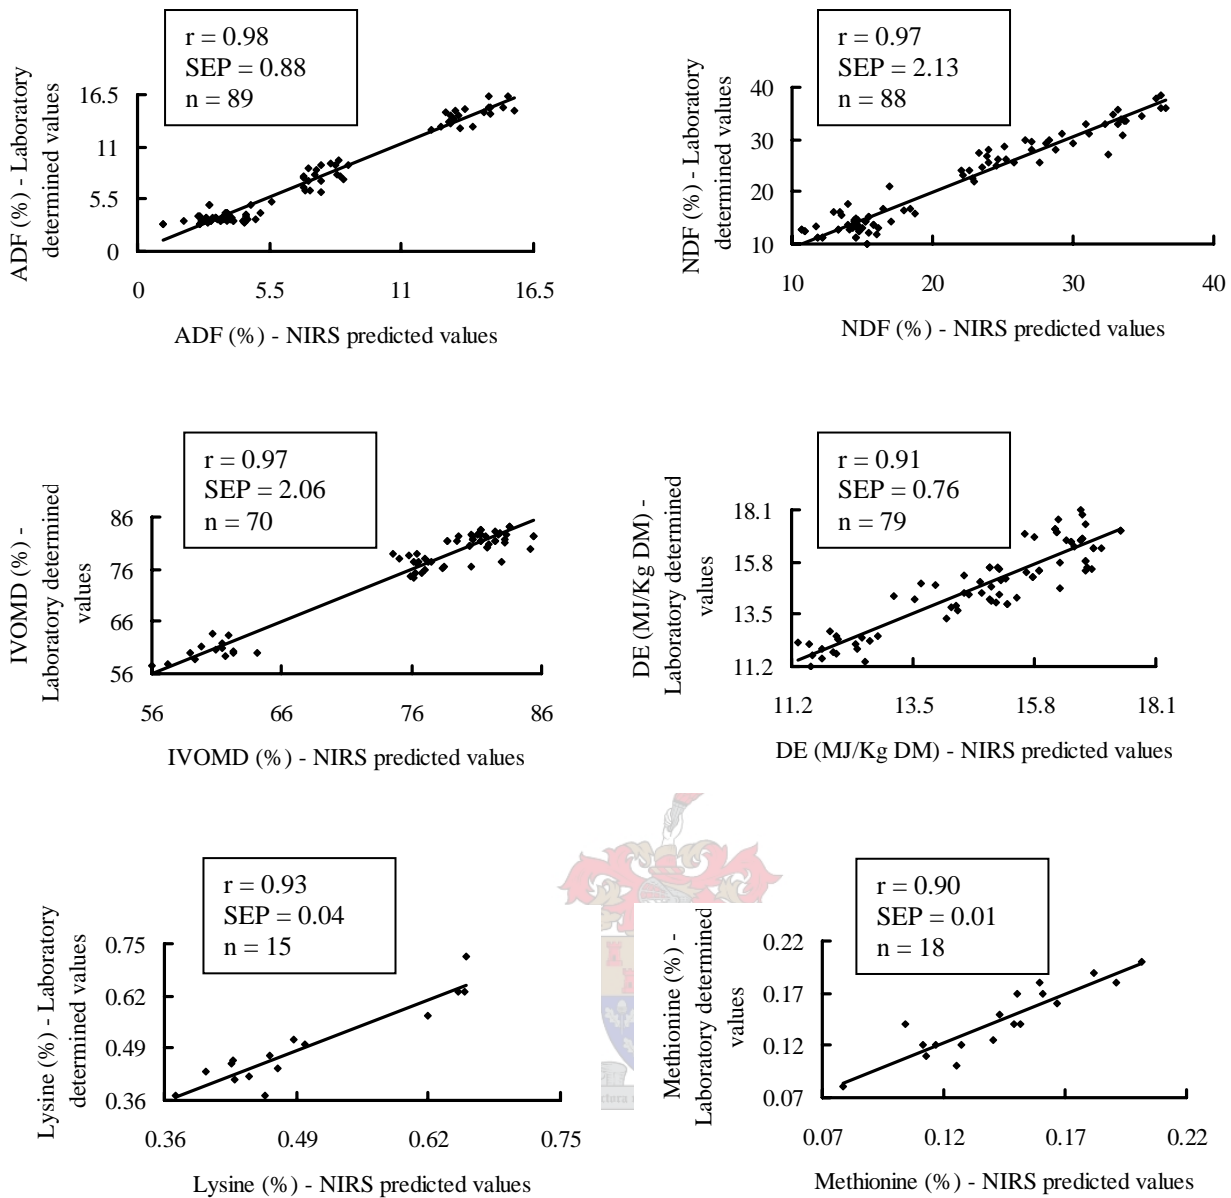 r = 0.98
SEP = 0.88
n = 89
ADF (%) - Laboratory
determined values
16.5
11
5.5
0
0 5.5 11 16.5
ADF (%) - NIRS predicted values
r = 0.97
SEP = 2.13
n = 88
NDF (%) - Laboratory
determined values
40
30
20
10
10 20 30 40
NDF (%) - NIRS predicted values
r = 0.97
SEP = 2.06
n = 70
IVOMD (%) -
Laboratory determined
values
86
76
66
56
56 66 76 86
IVOMD (%) - NIRS predicted values
r = 0.91
SEP = 0.76
n = 79
DE (MJ/Kg DM) -
Laboratory determined
values
18.1
15.8
13.5
11.2
11.2 13.5 15.8 18.1
DE (MJ/Kg DM) - NIRS predicted values
r = 0.93
SEP = 0.04
n = 15
Lysine (%) - Laboratory
determined values
0.75
0.62
0.49
0.36
0.36 0.49 0.62 0.75
Lysine (%) - NIRS predicted values
r = 0.90
SEP = 0.01
n = 18
Methionine (%) -
Laboratory determined
values
0.22
0.17
0.12
0.07
0.07 0.12 0.17 0.22
Methionine (%) - NIRS predicted values